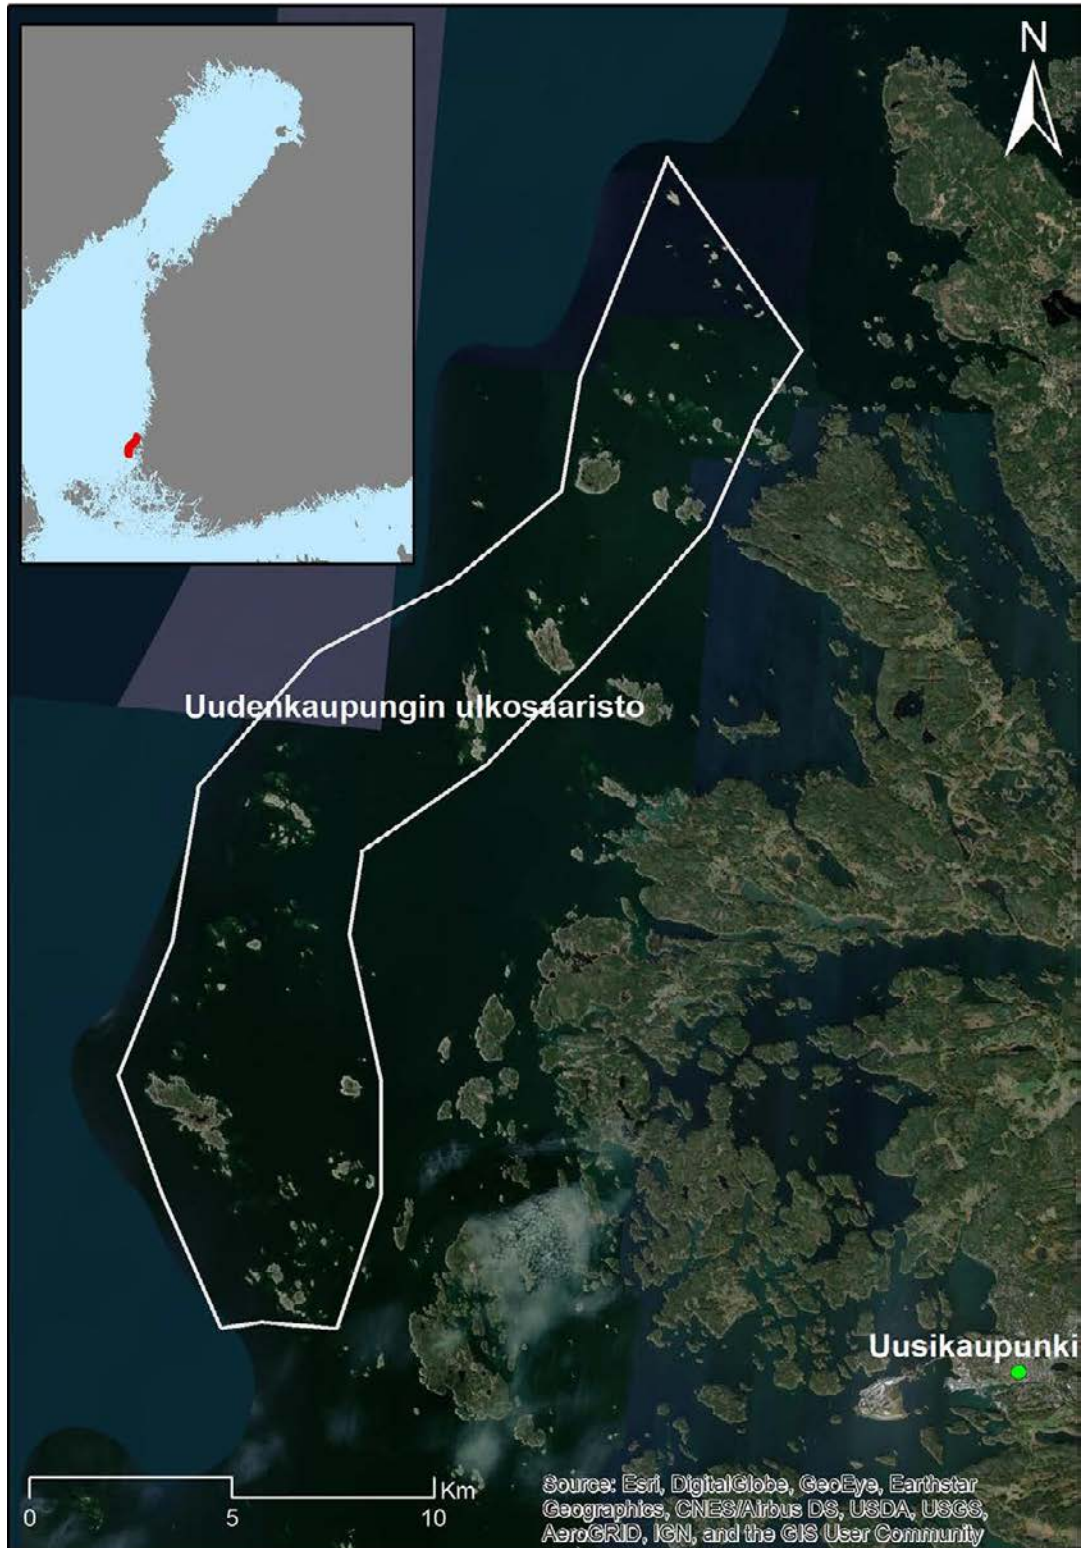 N
Uudenkaupungin ulkosaaristo
Uusikaupunki
Km
0 5 10
Source: Esri, DigitalGlobe, GeoEye, Earthstar
Geographics, CNES/Airbus DS, USDA, USGS,
AeroGRID, IGN, and the GIS User Community